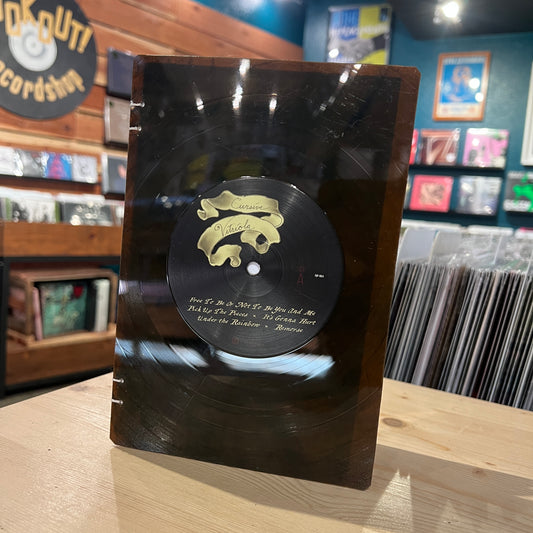 OKOUT!
cordshop
Cursive
Vitriola
A
Free To Be Or Not To Be You And Me
Pick Up The Pieces • It's Gonna Hurt
Under the Rainbow • Remorse